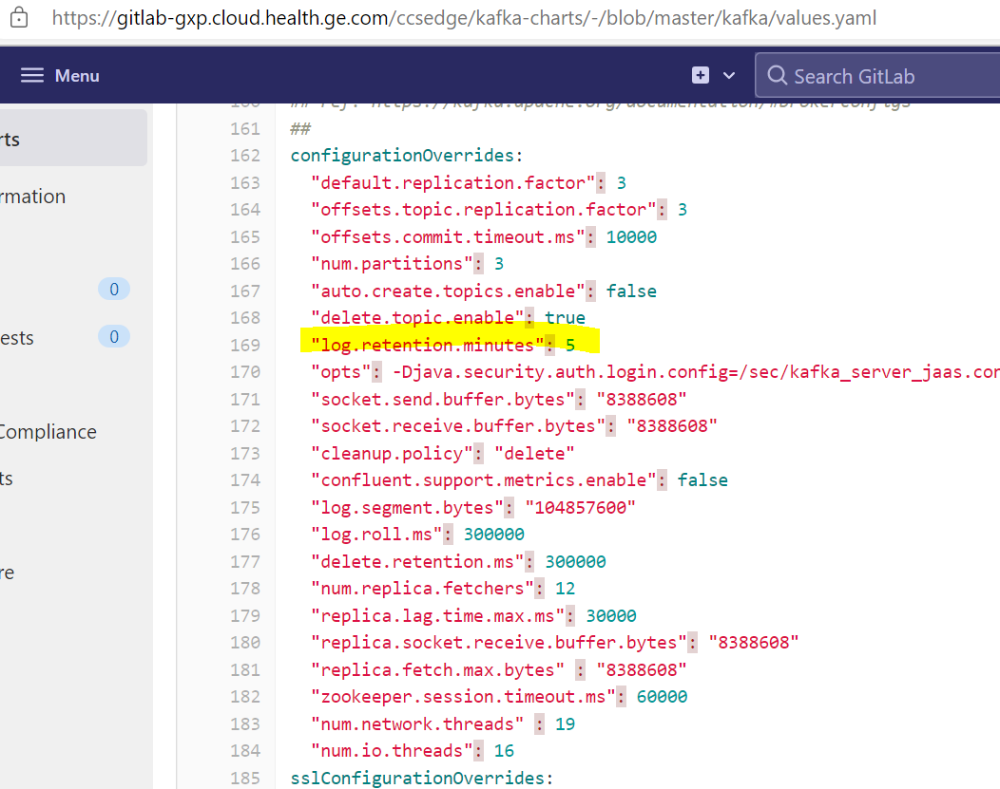 https://gitlab-gxp.cloud.health.ge.com/ccsedge/kafka-charts/-/blob/master/kafka/values.yaml
Menu
Search GitLab
rts
rmation
0
ests
0
Compliance
ts
re
160 ## ref: https://kafka.apache.org/documentation/#brokerconfigs
161 ##
162 configurationOverrides:
163 "default.replication.factor": 3
164 "offsets.topic.replication.factor": 3
165 "offsets.commit.timeout.ms": 10000
166 "num.partitions": 3
167 "auto.create.topics.enable": false
168 "delete.topic.enable": true
169 "log.retention.minutes": 5
170 "opts": -Djava.security.auth.login.config=/sec/kafka_server_jaas.con
171 "socket.send.buffer.bytes": "8388608"
172 "socket.receive.buffer.bytes": "8388608"
173 "cleanup.policy": "delete"
174 "confluent.support.metrics.enable": false
175 "log.segment.bytes": "104857600"
176 "log.roll.ms": 300000
177 "delete.retention.ms": 300000
178 "num.replica.fetchers": 12
179 "replica.lag.time.max.ms": 30000
180 "replica.socket.receive.buffer.bytes": "8388608"
181 "replica.fetch.max.bytes" : "8388608"
182 "zookeeper.session.timeout.ms": 60000
183 "num.network.threads" : 19
184 "num.io.threads": 16
185 sslConfigurationOverrides: